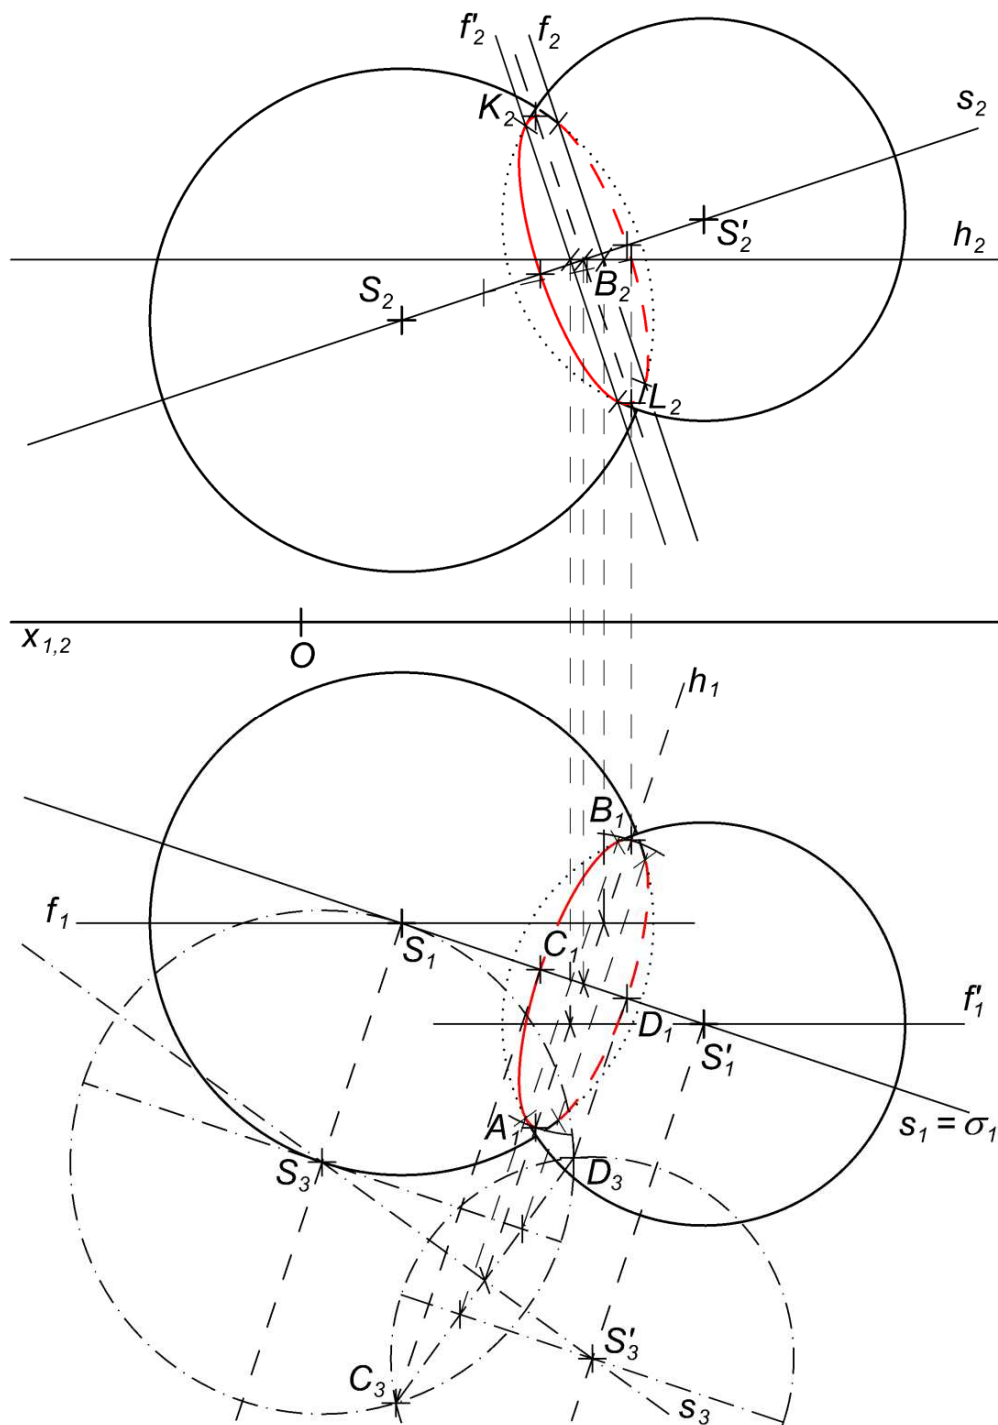 f'₂ f₂
K₂ s₂
S'₂
h₂
S₂ B₂
L₂
x₁,₂ O
h₁
B₁
f₁ S₁ C₁
f'₁
D₁ S'₁
A₁ s₁ = σ₁
S₃ D₃
S'₃
C₃ s₃